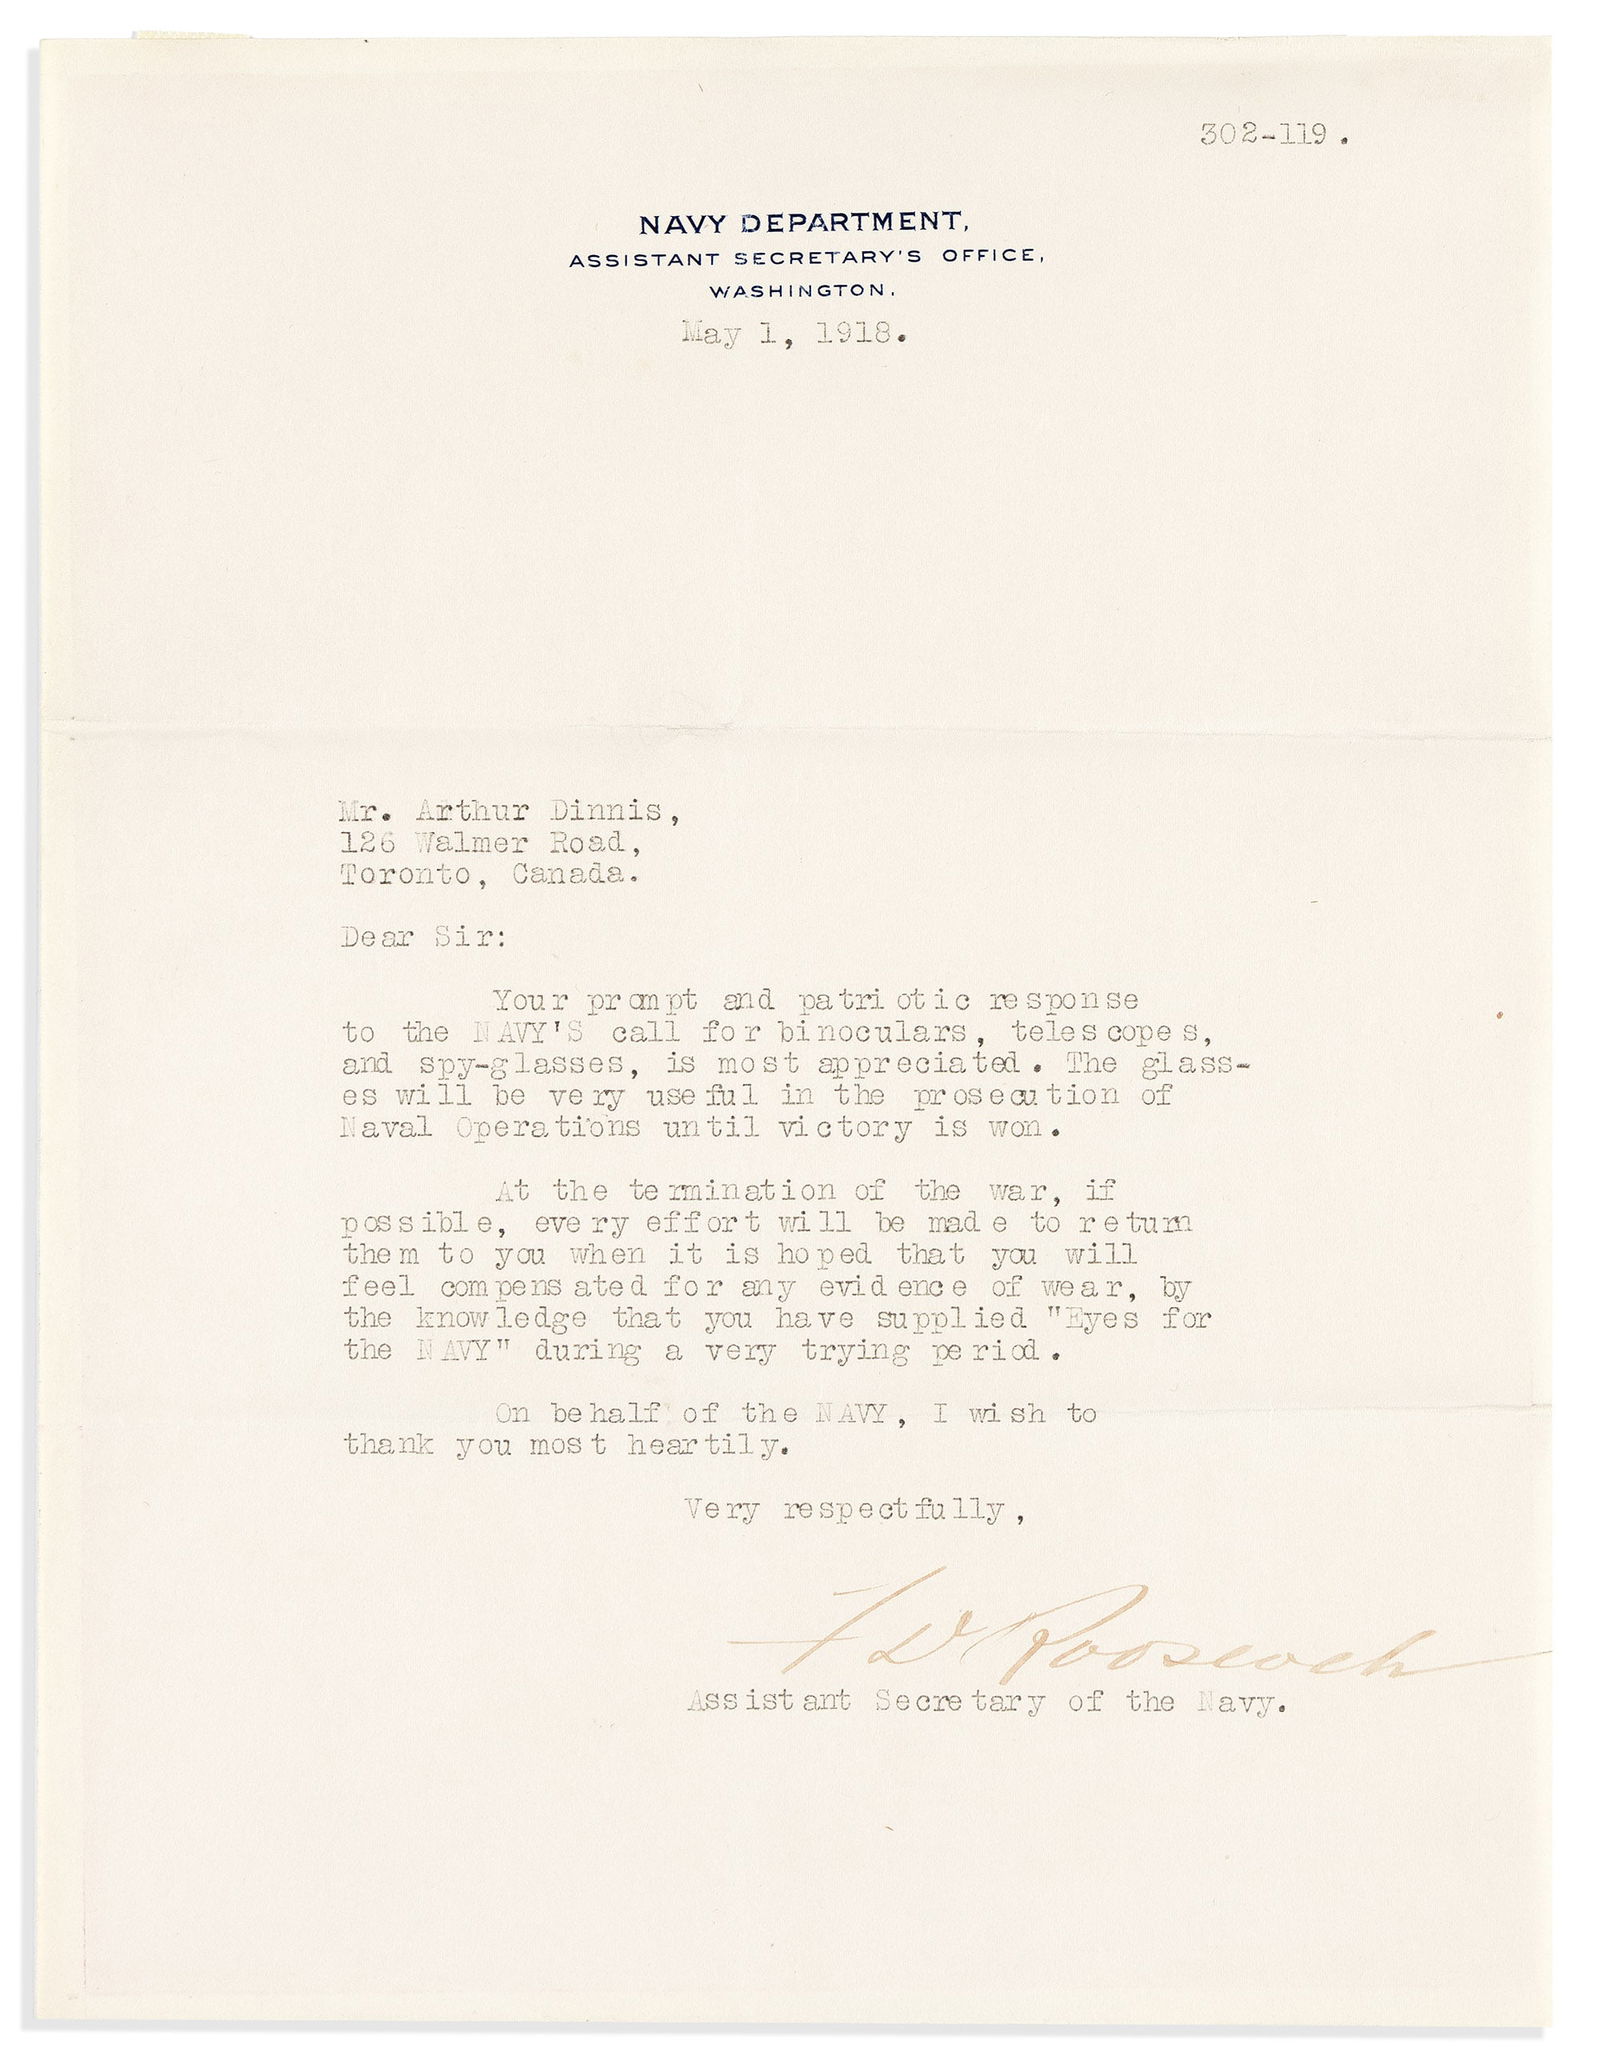 302-119.
NAVY DEPARTMENT,
ASSISTANT SECRETARY'S OFFICE,
WASHINGTON.
May 1, 1918.
Mr. Arthur Dinnis,
126 Walmer Road,
Toronto, Canada.
Dear Sir:
Your prompt and patriotic response
to the NAVY'S call for binoculars, telescopes,
and spy-glasses, is most appreciated. The glass-
es will be very useful in the prosecution of
Naval Operations until victory is won.
At the termination of the war, if
possible, every effort will be made to return
them to you when it is hoped that you will
feel compensated for any evidence of wear, by
the knowledge that you have supplied "Eyes for
the NAVY" during a very trying period.
On behalf of the NAVY, I wish to
thank you most heartily.
Very respectfully,
F D Roosevelt
Assistant Secretary of the Navy.